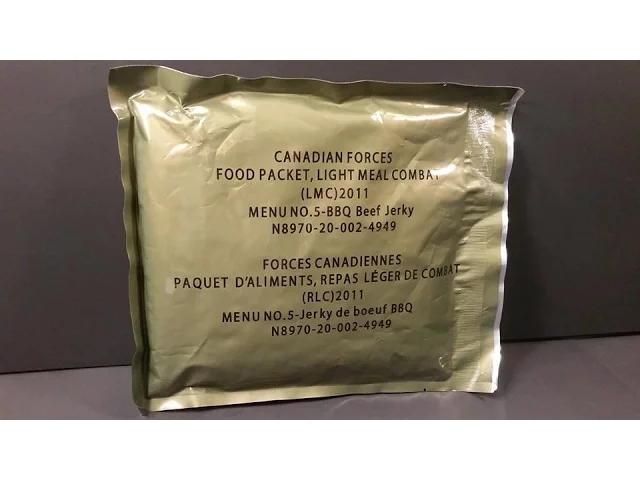 CANADIAN FORCES
FOOD PACKET, LIGHT MEAL COMBAT
(LMC)2011
MENU NO.5-BBQ Beef Jerky
N8970-20-002-4949
FORCES CANADIENNES
PAQUET D'ALIMENTS, REPAS LÉGER DE COMBAT
(RLC)2011
MENU NO.5-Jerky de boeuf BBQ
N8970-20-002-4949